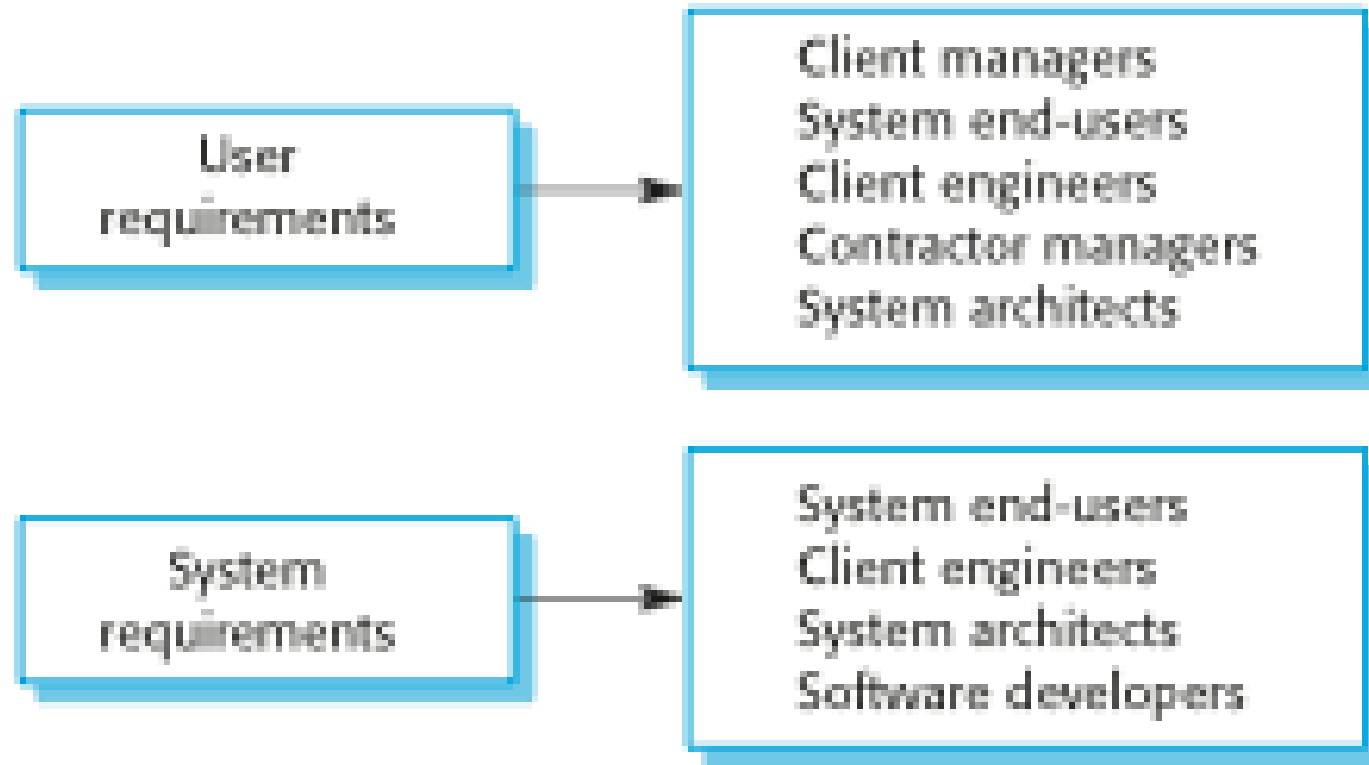 User
requirements
Client managers
System end-users
Client engineers
Contractor managers
System architects
System
requirements
System end-users
Client engineers
System architects
Software developers